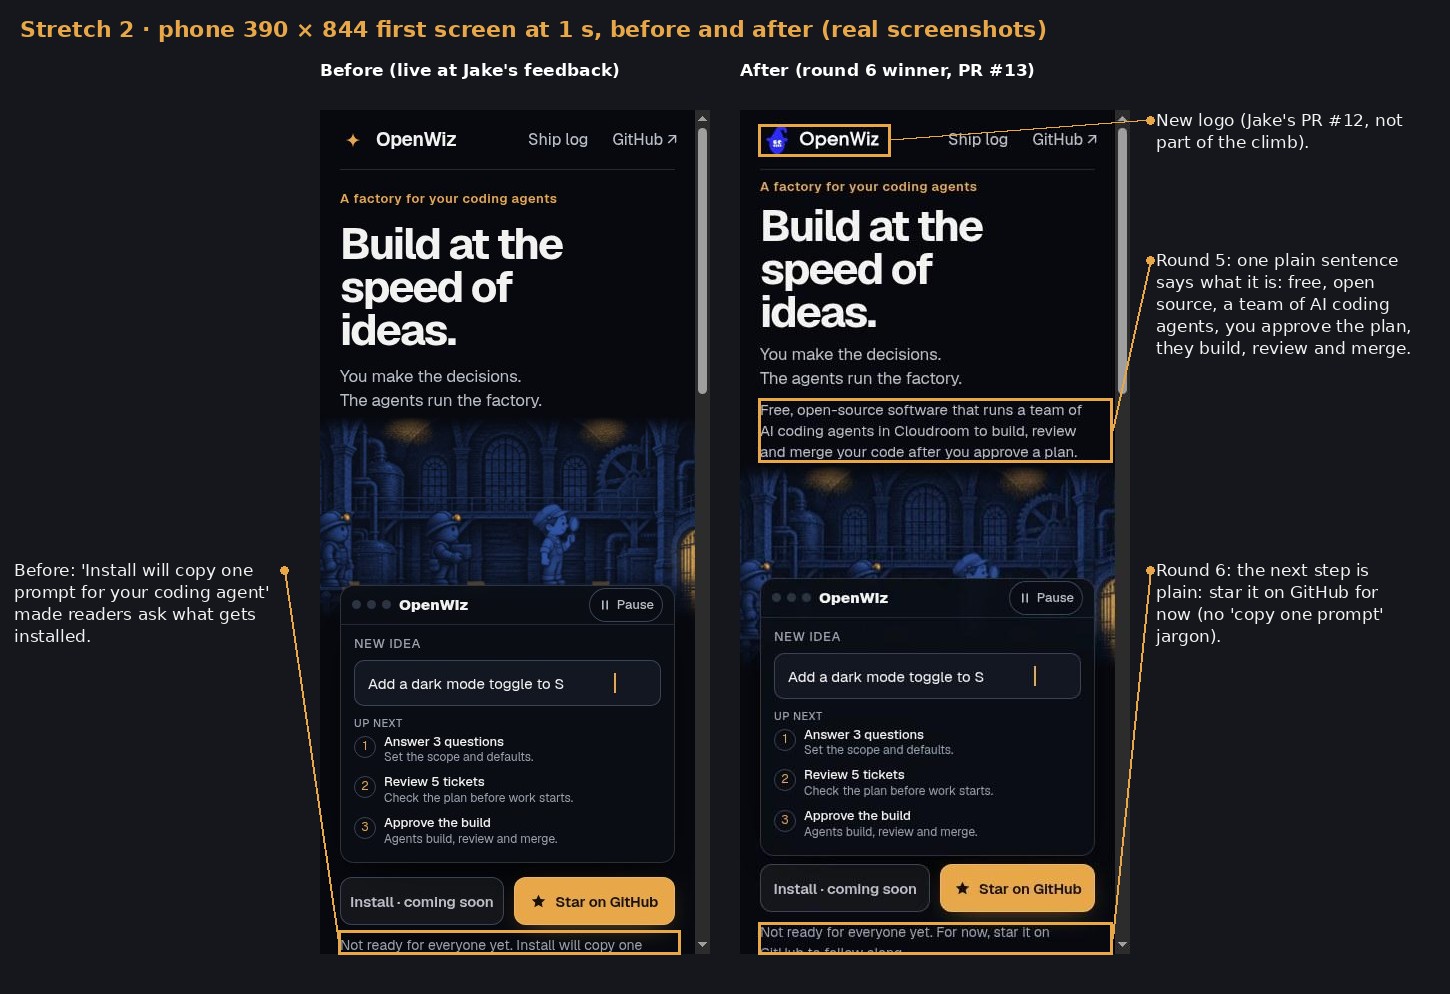 Stretch 2 · phone 390 × 844 first screen at 1 s, before and after (real screenshots)
Before (live at Jake's feedback)
OpenWiz
Ship log
GitHub ↗
A factory for your coding agents
Build at the
speed of
ideas.
You make the decisions.
The agents run the factory.
OpenWiz
Pause
NEW IDEA
Add a dark mode toggle to S
UP NEXT
1
Answer 3 questions
Set the scope and defaults.
2
Review 5 tickets
Check the plan before work starts.
3
Approve the build
Agents build, review and merge.
Install · coming soon
★ Star on GitHub
Not ready for everyone yet. Install will copy one
Before: 'Install will copy one
prompt for your coding agent'
made readers ask what gets
installed.
After (round 6 winner, PR #13)
OpenWiz
Ship log
GitHub ↗
A factory for your coding agents
Build at the
speed of
ideas.
You make the decisions.
The agents run the factory.
Free, open-source software that runs a team of
AI coding agents in Cloudroom to build, review
and merge your code after you approve a plan.
OpenWiz
Pause
NEW IDEA
Add a dark mode toggle to S
UP NEXT
1
Answer 3 questions
Set the scope and defaults.
2
Review 5 tickets
Check the plan before work starts.
3
Approve the build
Agents build, review and merge.
Install · coming soon
★ Star on GitHub
Not ready for everyone yet. For now, star it on
GitHub to follow along.
New logo (Jake's PR #12, not
part of the climb).
Round 5: one plain sentence
says what it is: free, open
source, a team of AI coding
agents, you approve the plan,
they build, review and merge.
Round 6: the next step is
plain: star it on GitHub for
now (no 'copy one prompt'
jargon).